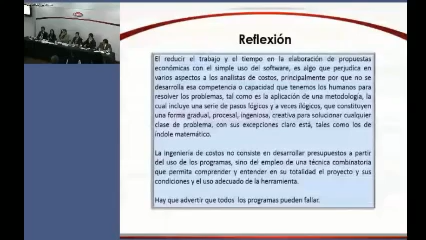 Reflexión
El reducir el trabajo y el tiempo en la elaboración de propuestas
económicas con el simple uso del software, es algo que perjudica en
varios aspectos a los analistas de costos, principalmente por que no se
desarrolla esa competencia o capacidad que tenemos los humanos para
resolver los problemas, tal como es la aplicación de una metodología, la
cual incluye una serie de pasos lógicos y a veces ilógicos, que constituyen
una forma gradual, procesal, ingeniosa, creativa para solucionar cualquier
clase de problema, con sus excepciones claro está, tales como los de
índole matemático.
La ingeniería de costos no consiste en desarrollar presupuestos a partir
del uso de los programas, sino del empleo de una técnica combinatoria
que permita comprender y entender en su totalidad el proyecto y sus
condiciones y el uso adecuado de la herramienta.
Hay que advertir que todos los programas pueden fallar.